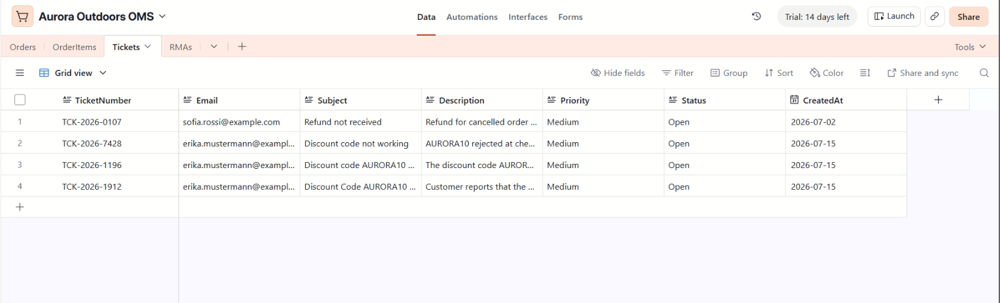 Aurora Outdoors OMS
Data Automations Interfaces Forms
Trial: 14 days left Launch Share
Orders OrderItems Tickets RMAs Tools
Grid view Hide fields Filter Group Sort Color Share and sync
TicketNumber Email Subject Description Priority Status 31 CreatedAt
1 TCK-2026-0107 sofia.rossi@example.com Refund not received Refund for cancelled order ... Medium Open 2026-07-02
2 TCK-2026-7428 erika.mustermann@exampl... Discount code not working AURORA10 rejected at che... Medium Open 2026-07-15
3 TCK-2026-1196 erika.mustermann@exampl... Discount code AURORA10 ... The discount code AUROR... Medium Open 2026-07-15
4 TCK-2026-1912 erika.mustermann@exampl... Discount Code AURORA10 ... Customer reports that the ... Medium Open 2026-07-15